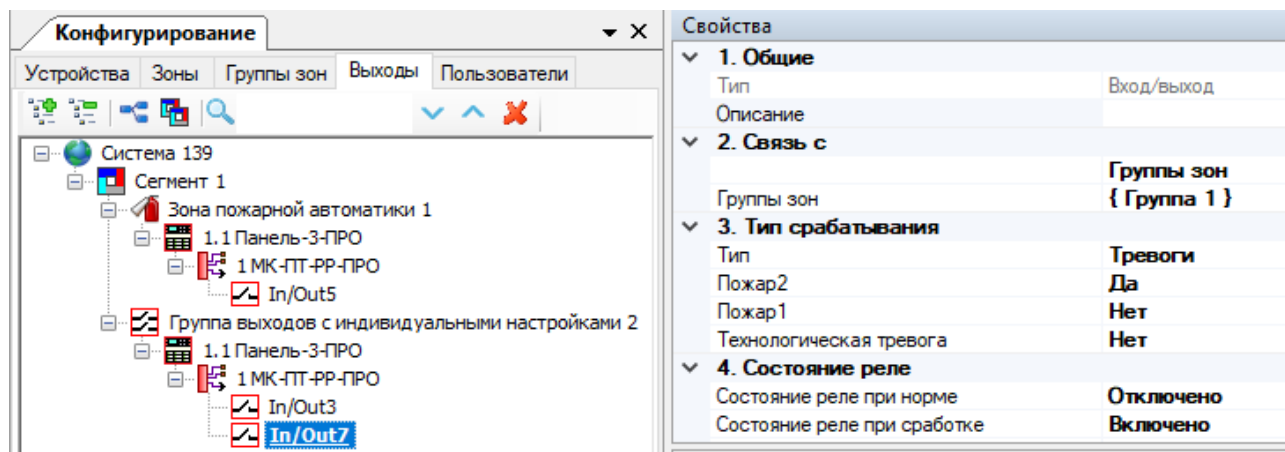 Конфигурирование
Устройства Зоны Группы зон Выходы Пользователи
Система 139
Сегмент 1
Зона пожарной автоматики 1
1.1 Панель-3-ПРО
1 МК-ПТ-РР-ПРО
In/Out5
Группа выходов с индивидуальными настройками 2
1.1 Панель-3-ПРО
1 МК-ПТ-РР-ПРО
In/Out3
In/Out7
Свойства
1. Общие
Тип Вход/выход
Описание
2. Связь с
Группы зон
Группы зон { Группа 1 }
3. Тип срабатывания
Тип Тревоги
Пожар2 Да
Пожар1 Нет
Технологическая тревога Нет
4. Состояние реле
Состояние реле при норме Отключено
Состояние реле при сработке Включено